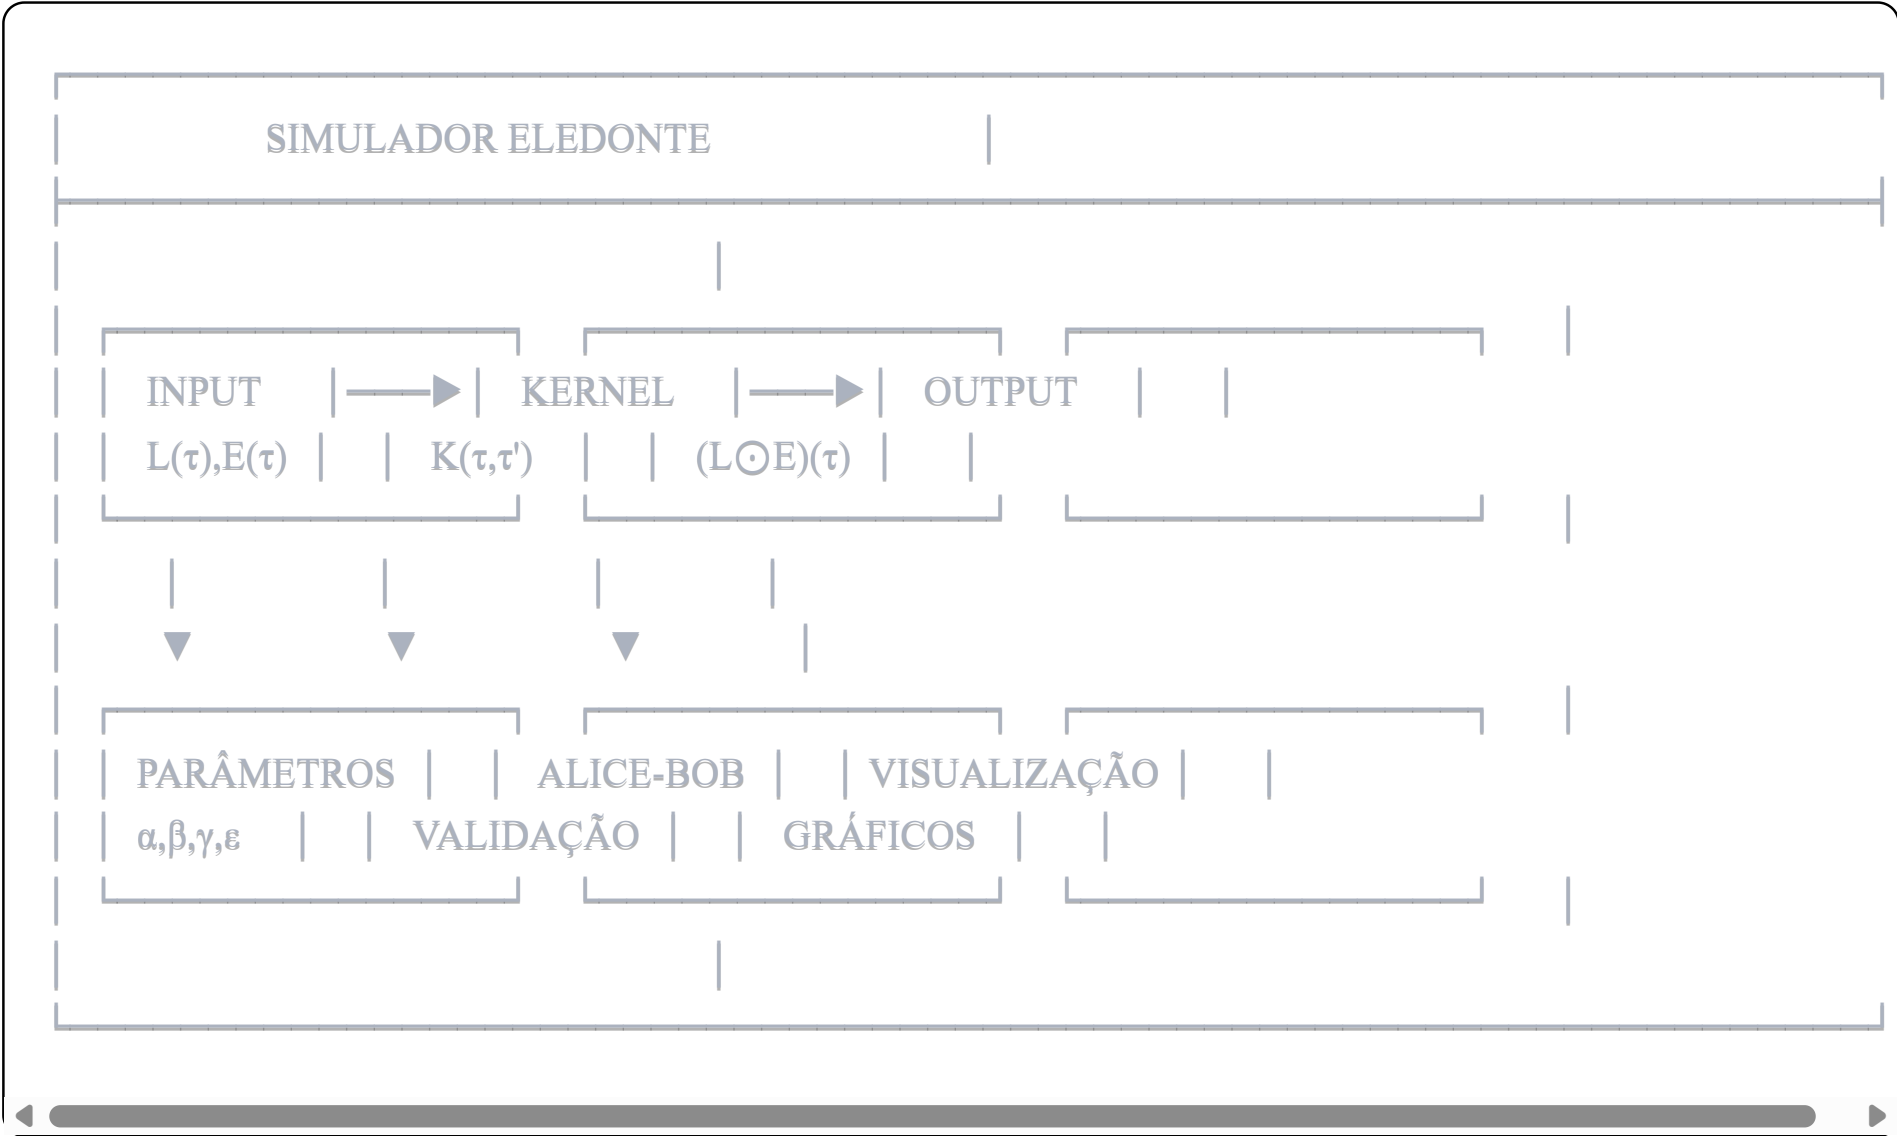 SIMULADOR ELEDONTE
INPUT KERNEL OUTPUT
L(τ),E(τ) K(τ,τ') (L⊙E)(τ)
PARÂMETROS ALICE-BOB VISUALIZAÇÃO
α,β,γ,ε VALIDAÇÃO GRÁFICOS